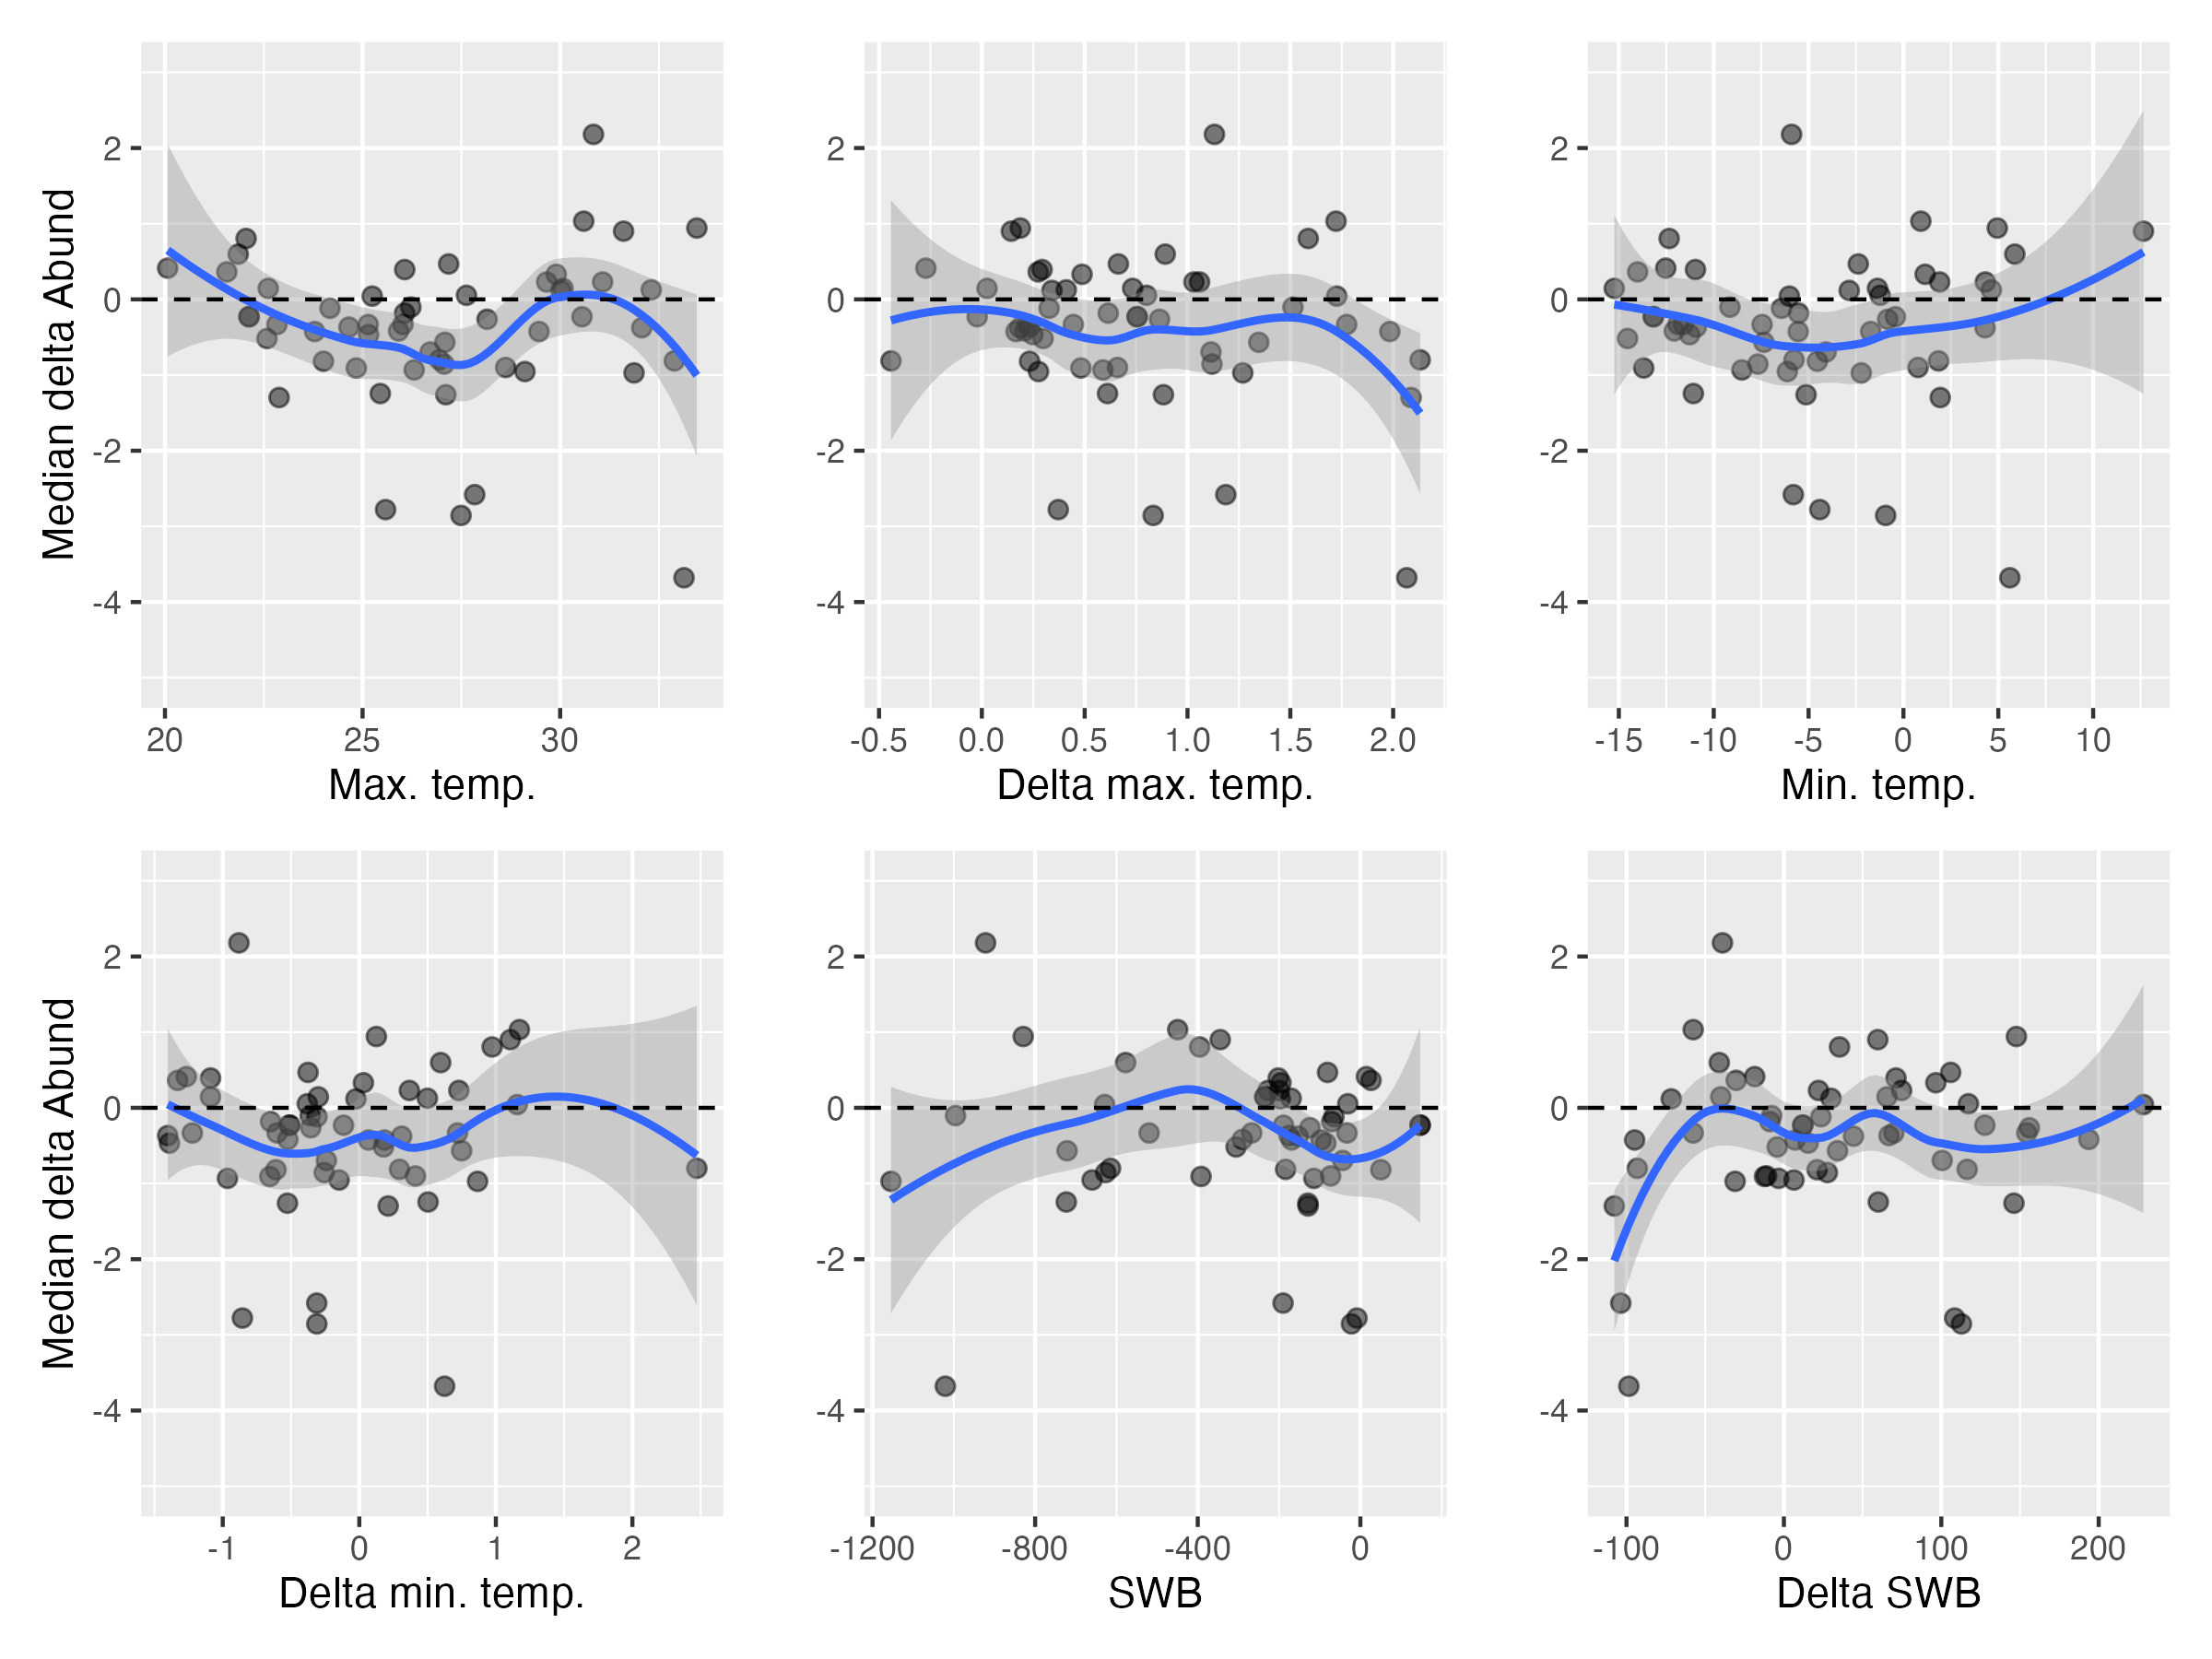 Median delta Abund
2
0
-2
-4
20 25 30
Max. temp.
2
0
-2
-4
-0.5 0.0 0.5 1.0 1.5 2.0
Delta max. temp.
2
0
-2
-4
-15 -10 -5 0 5 10
Min. temp.
Median delta Abund
2
0
-2
-4
-1 0 1 2
Delta min. temp.
2
0
-2
-4
-1200 -800 -400 0
SWB
2
0
-2
-4
-100 0 100 200
Delta SWB